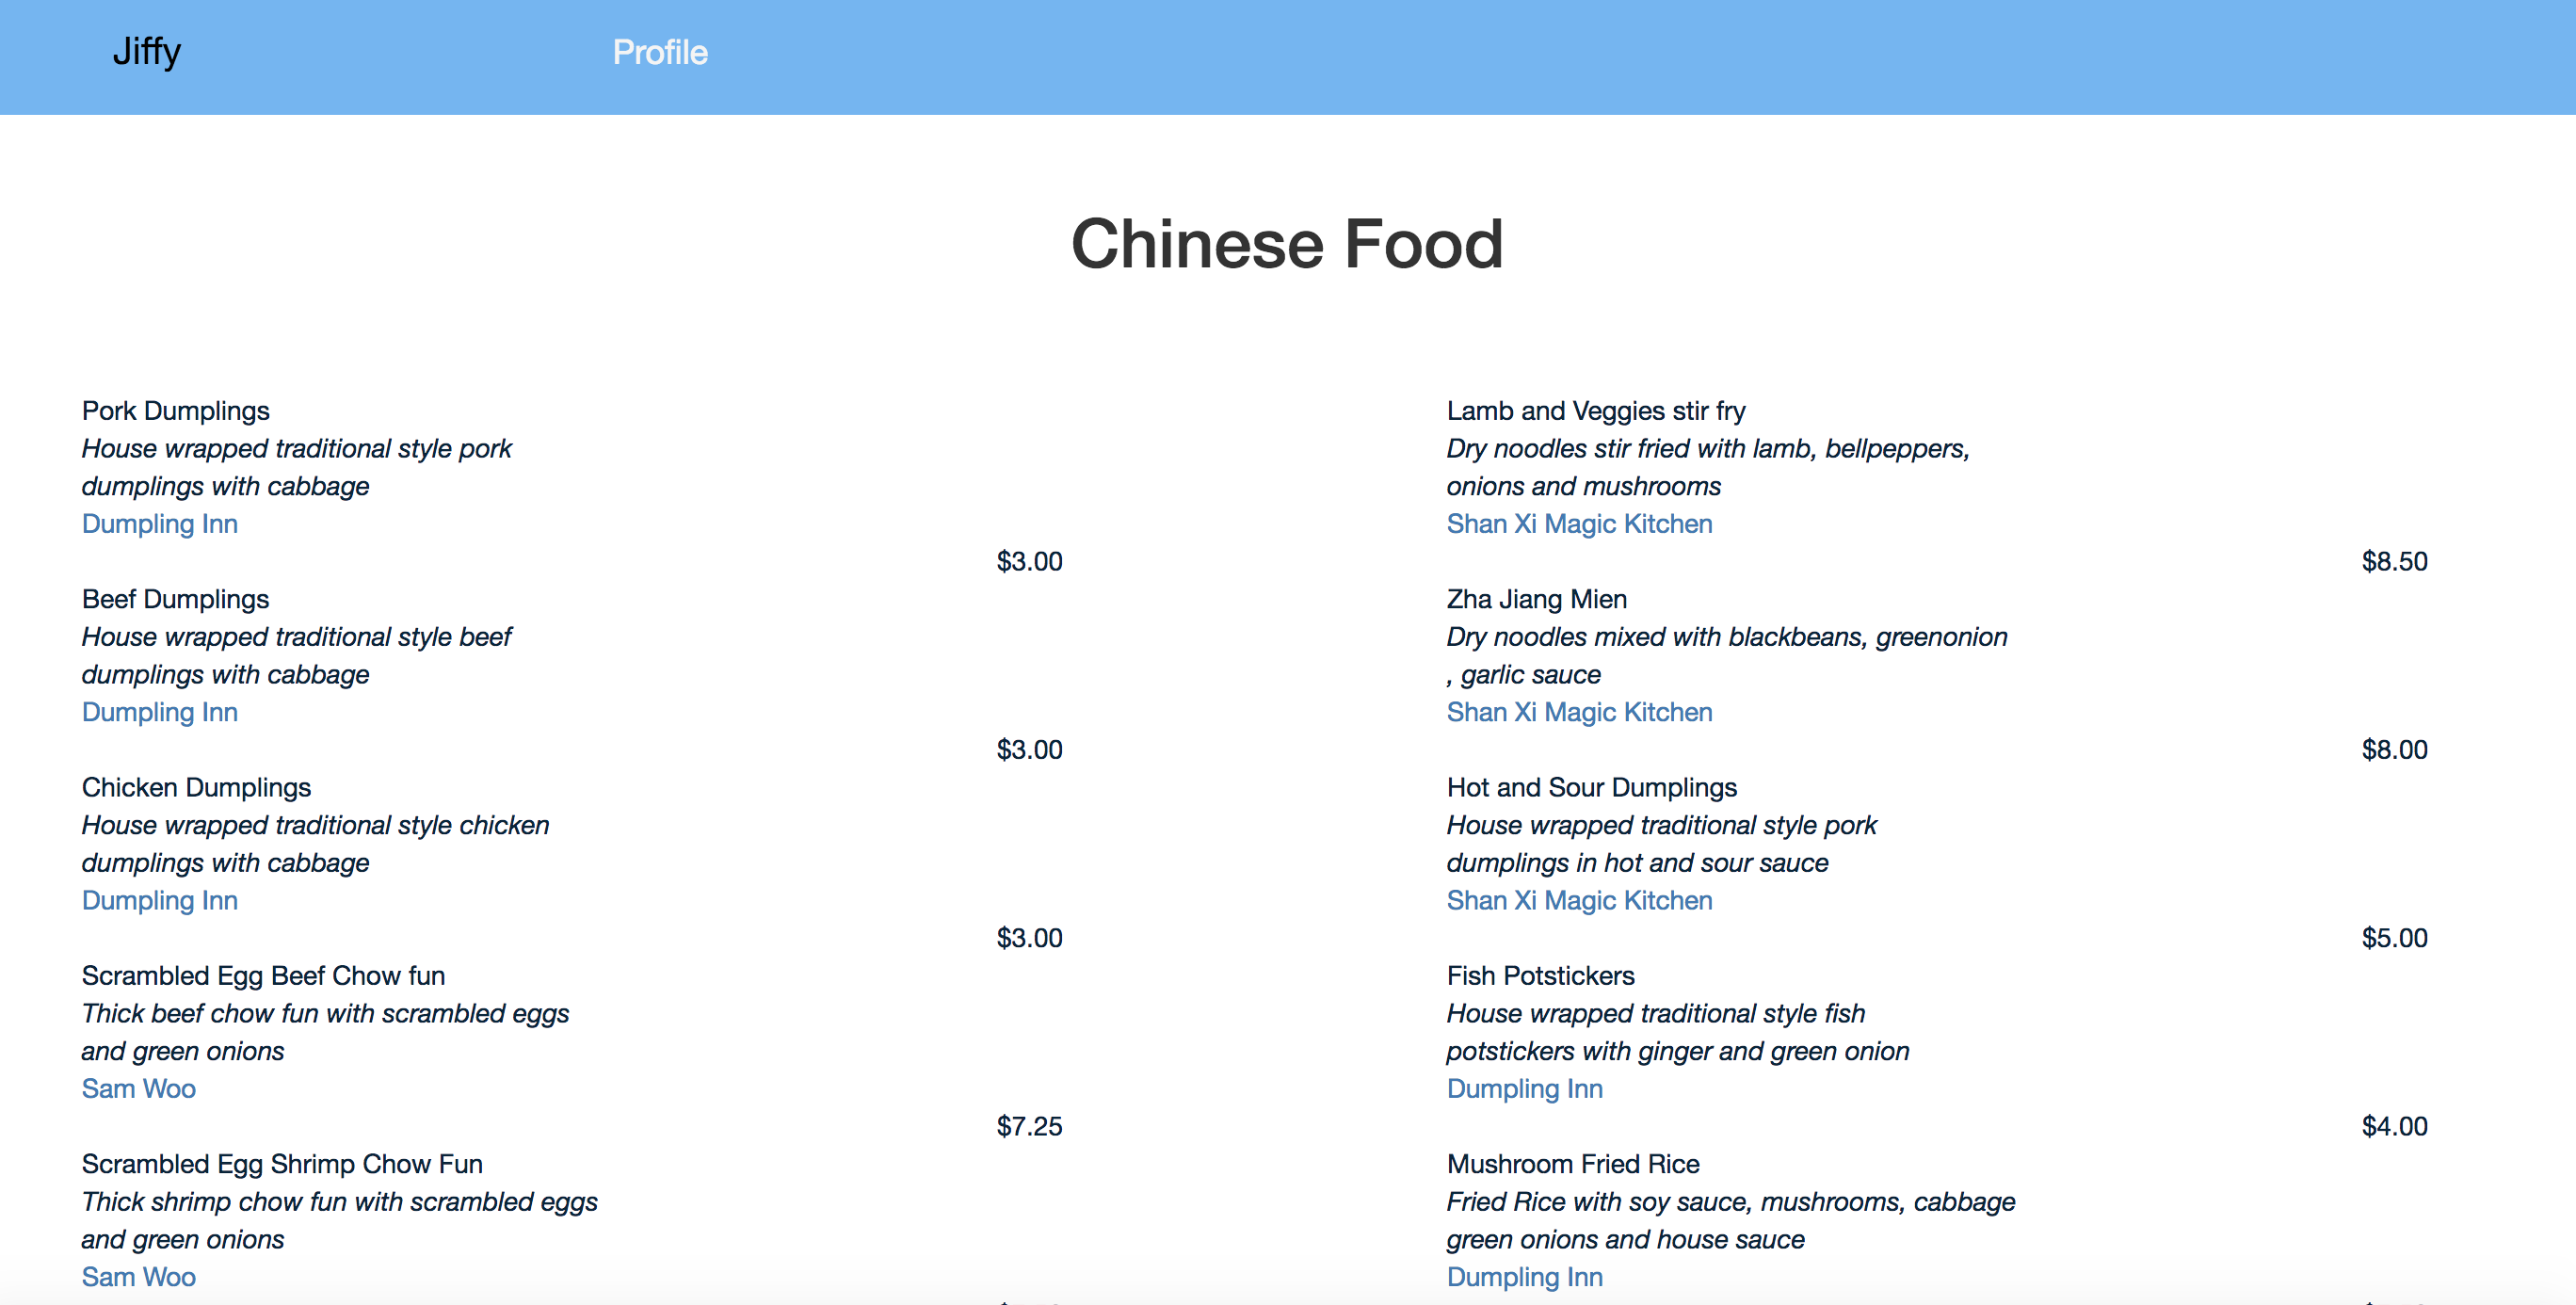 Jiffy
Profile
Chinese Food
Pork Dumplings
House wrapped traditional style pork
dumplings with cabbage
Dumpling Inn
$3.00
Beef Dumplings
House wrapped traditional style beef
dumplings with cabbage
Dumpling Inn
$3.00
Chicken Dumplings
House wrapped traditional style chicken
dumplings with cabbage
Dumpling Inn
$3.00
Scrambled Egg Beef Chow fun
Thick beef chow fun with scrambled eggs
and green onions
Sam Woo
$7.25
Scrambled Egg Shrimp Chow Fun
Thick shrimp chow fun with scrambled eggs
and green onions
Sam Woo
Lamb and Veggies stir fry
Dry noodles stir fried with lamb, bellpeppers,
onions and mushrooms
Shan Xi Magic Kitchen
$8.50
Zha Jiang Mien
Dry noodles mixed with blackbeans, greenonion
, garlic sauce
Shan Xi Magic Kitchen
$8.00
Hot and Sour Dumplings
House wrapped traditional style pork
dumplings in hot and sour sauce
Shan Xi Magic Kitchen
$5.00
Fish Potstickers
House wrapped traditional style fish
potstickers with ginger and green onion
Dumpling Inn
$4.00
Mushroom Fried Rice
Fried Rice with soy sauce, mushrooms, cabbage
green onions and house sauce
Dumpling Inn